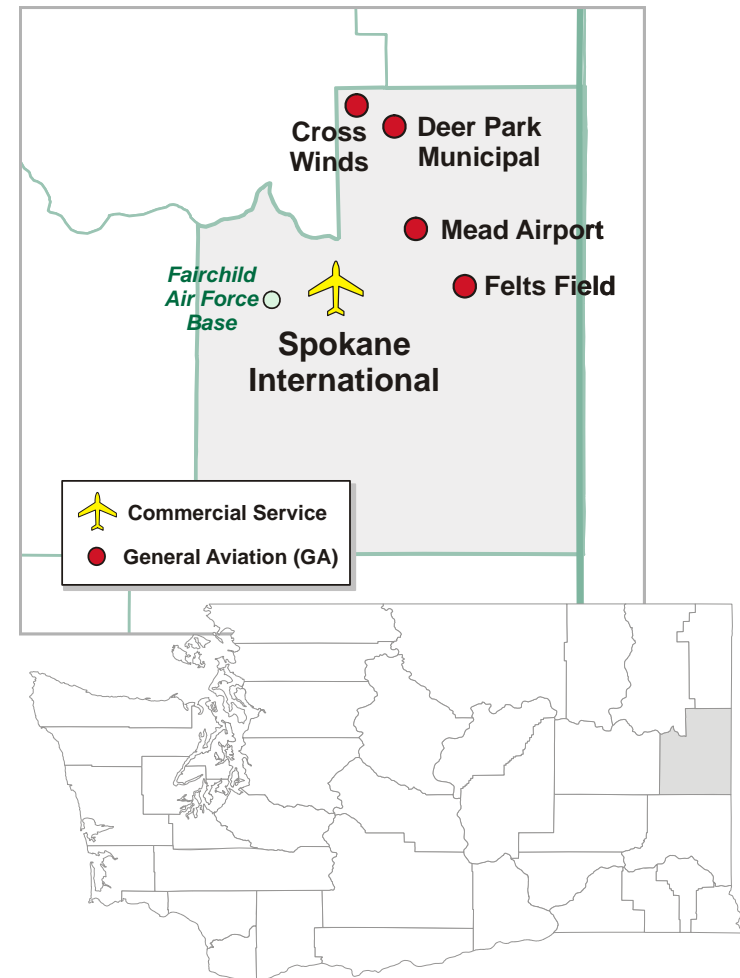 Cross
Winds
Deer Park
Municipal
Mead Airport
Felts Field
Fairchild
Air Force
Base
Spokane
International
Commercial Service
General Aviation (GA)